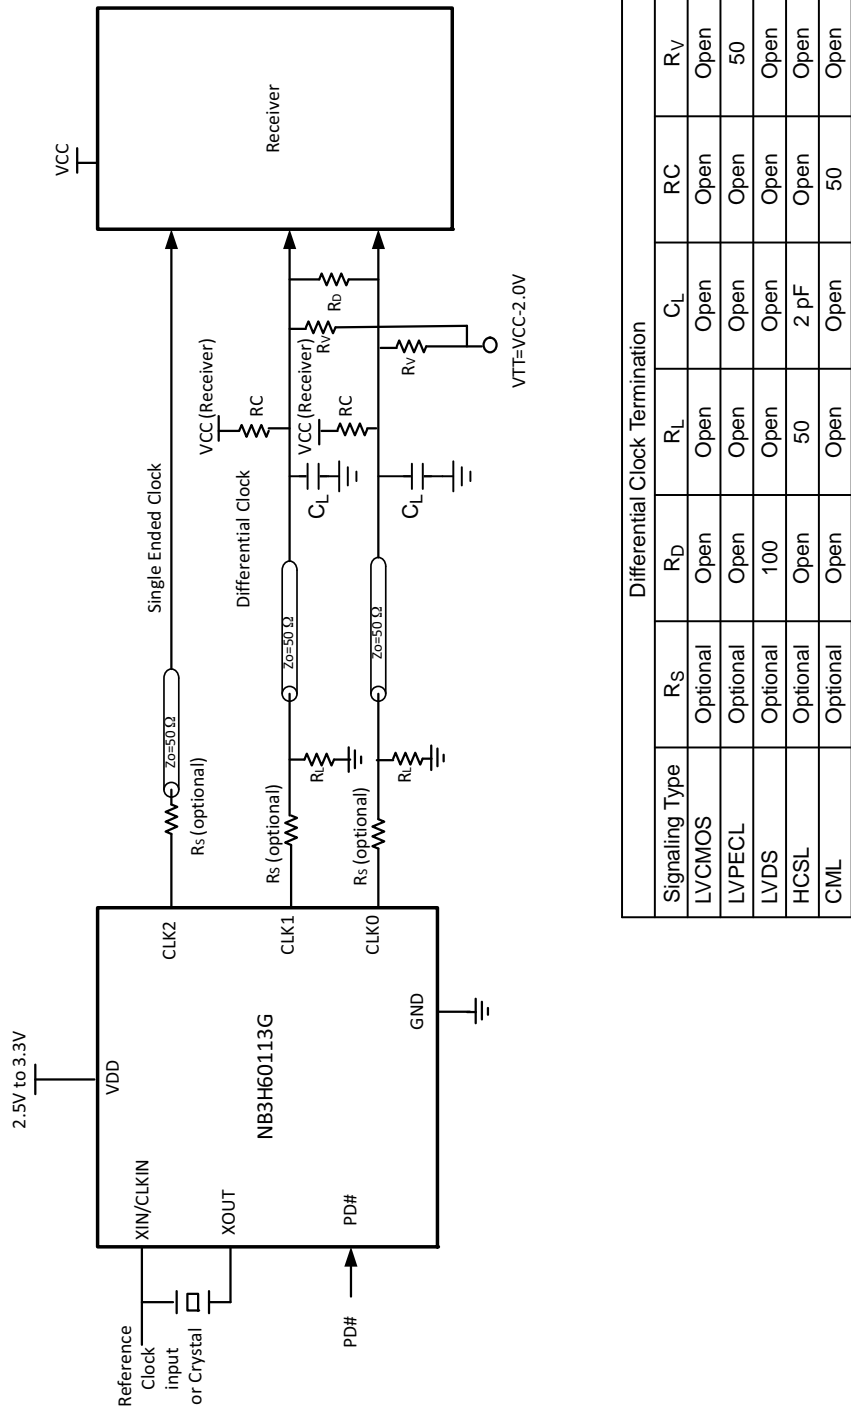 2.5V to 3.3V
VCC
Reference
Clock
input
or Crystal
XIN/CLKIN
XOUT
PD#
PD#
VDD
NB3H60113G
GND
CLK2
CLK1
CLK0
Rs (optional)
Rs (optional)
Rs (optional)
RL
RL
Zo=50 Ω
Zo=50 Ω
Zo=50 Ω
Single Ended Clock
Differential Clock
CL
CL
VCC (Receiver)
RC
VCC (Receiver)
RC
RV
RV
RD
VTT=VCC-2.0V
Receiver
Differential Clock Termination
Signaling Type RS RD RL CL RC RV
LVCMOS Optional Open Open Open Open Open
LVPECL Optional Open Open Open Open 50
LVDS Optional 100 Open Open Open Open
HCSL Optional Open 50 2 pF Open Open
CML Optional Open Open Open 50 Open